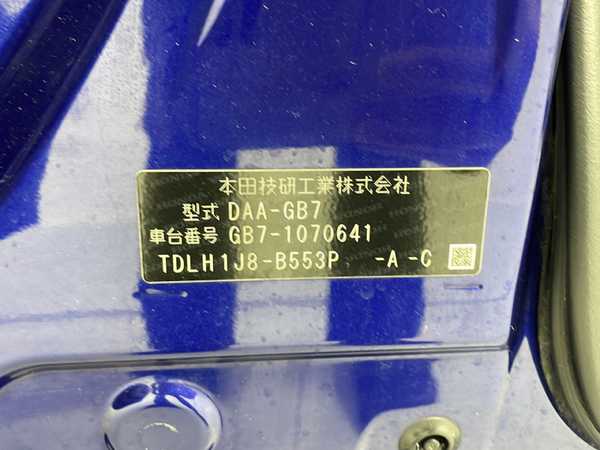 本田技研工業株式会社
型式 DAA-GB7
車台番号 GB7-1070641
TDLH1J8-B553P -A -C